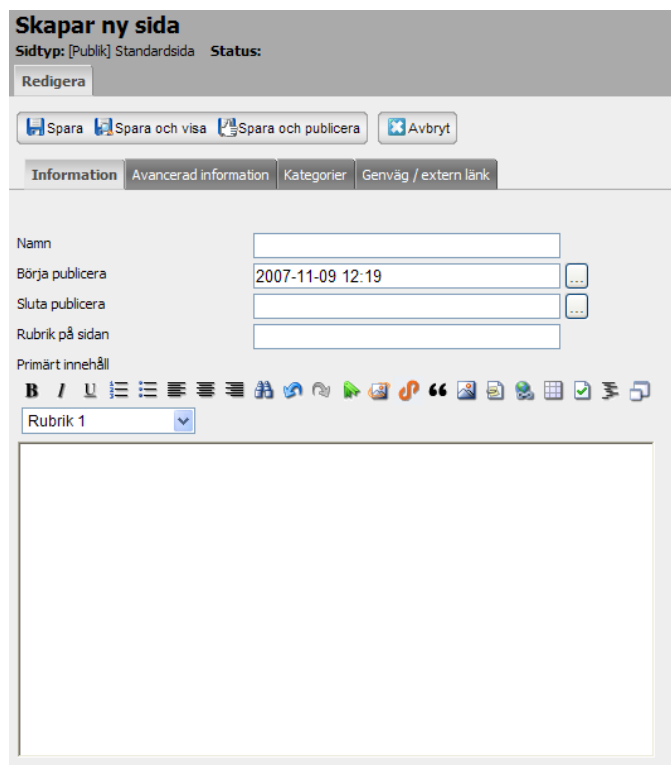 Skapar ny sida
Sidtyp: [Publik] Standardsida Status:
Redigera
Spara Spara och visa Spara och publicera Avbryt
Information Avancerad information Kategorier Genväg / extern länk
Namn
Börja publicera 2007-11-09 12:19 ...
Sluta publicera ...
Rubrik på sidan
Primärt innehåll
B I U
Rubrik 1